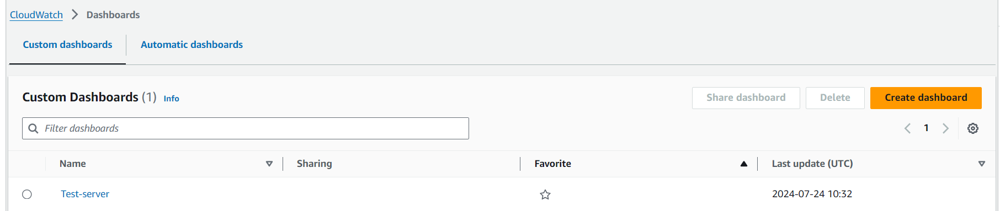 CloudWatch > Dashboards
Custom dashboards Automatic dashboards
Custom Dashboards (1) Info Share dashboard Delete Create dashboard
Filter dashboards 1
Name Sharing Favorite Last update (UTC)
Test-server 2024-07-24 10:32